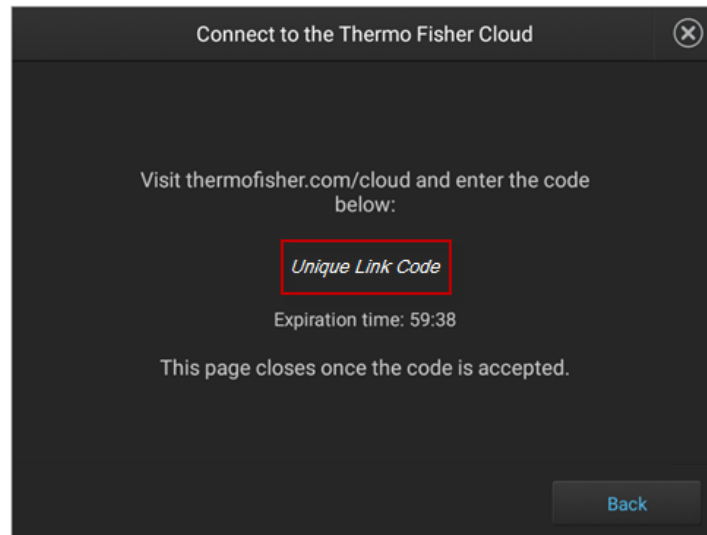 Connect to the Thermo Fisher Cloud
Visit thermofisher.com/cloud and enter the code
below:
Unique Link Code
Expiration time: 59:38
This page closes once the code is accepted.
Back